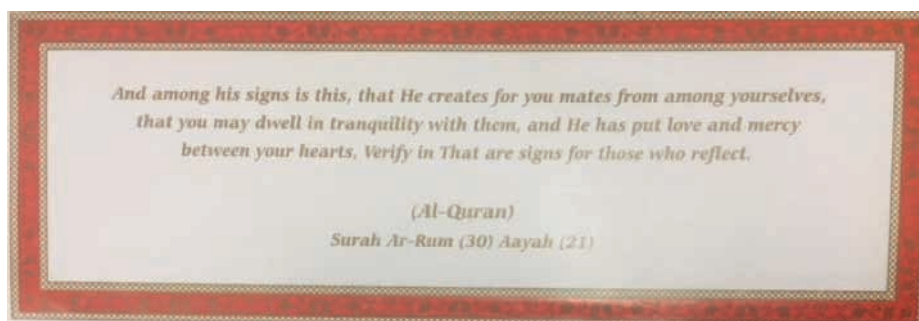 And among his signs is this, that He creates for you mates from among yourselves,
that you may dwell in tranquility with them, and He has put love and mercy
between your hearts, Verify in That are signs for those who reflect.
(Al-Quran)
Surah Ar-Rum (30) Aayah (21)